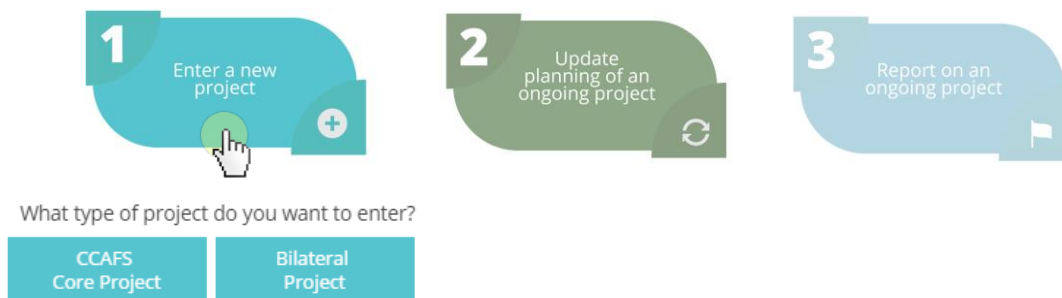 1
Enter a new
project
2
Update
planning of an
ongoing project
3
Report on an
ongoing project
What type of project do you want to enter?
CCAFS
Core Project
Bilateral
Project